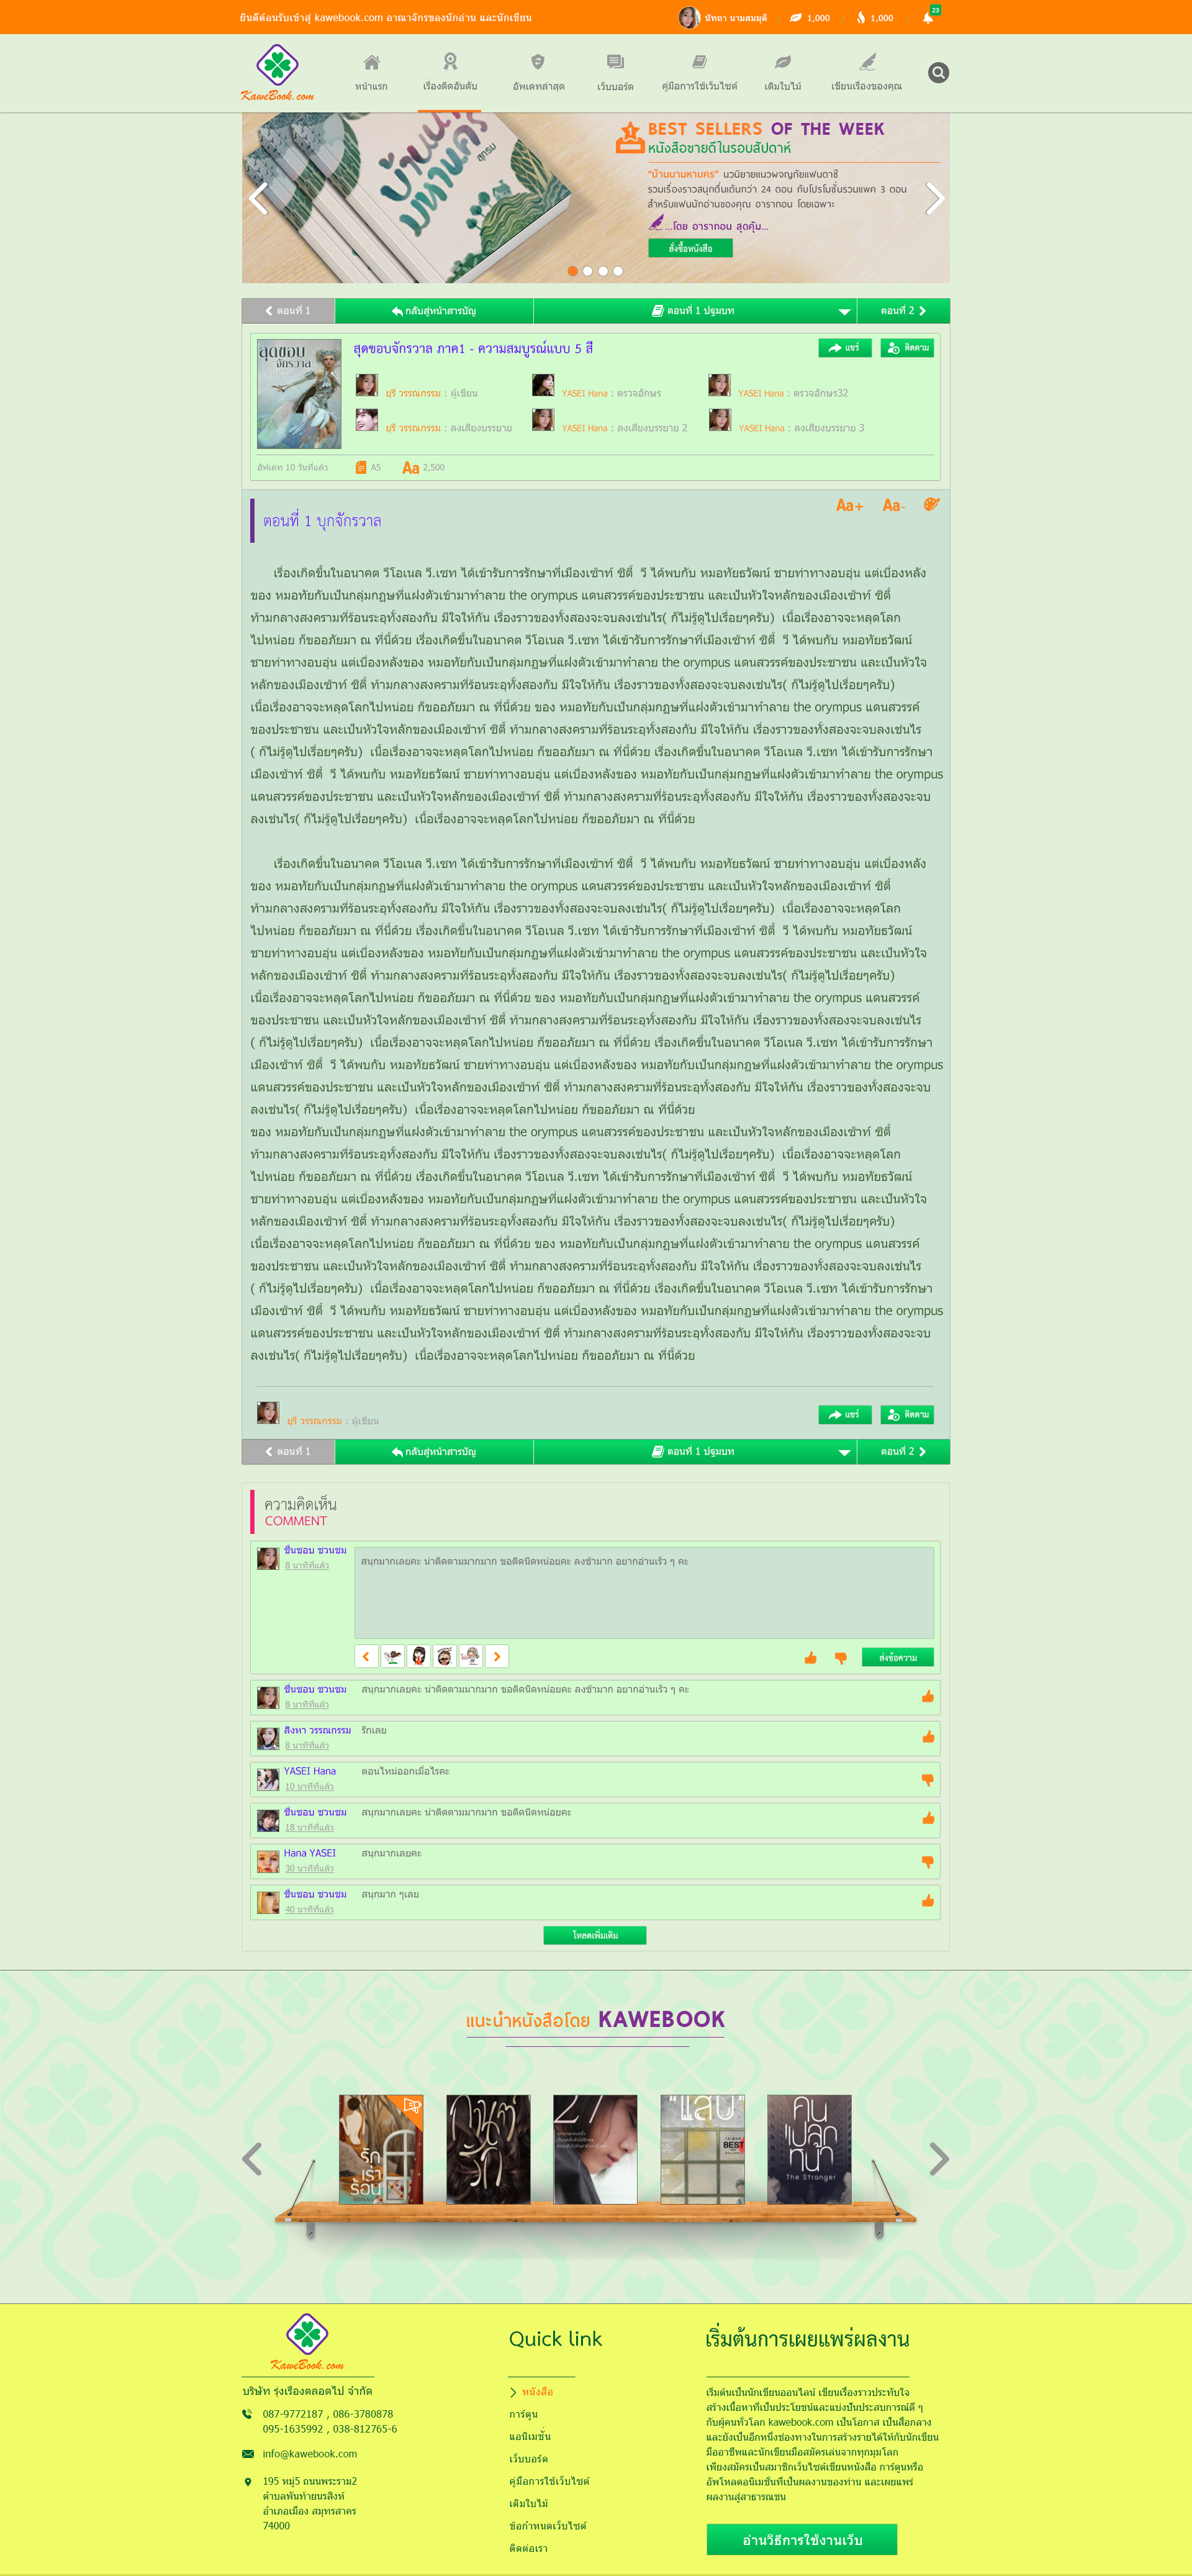 ยินดีต้อนรับเข้าสู่ kawebook.com อาณาจักรของนักอ่าน และนักเขียน
นัทถา นามสมมุติ
1,000
1,000
23
KaweBook.com
หน้าแรก
เรื่องติดอันดับ
อัพเดทล่าสุด
เว็บบอร์ด
คู่มือการใช้เว็บไซต์
เติมใบไม้
เขียนเรื่องของคุณ
BEST SELLERS OF THE WEEK
หนังสือขายดีในรอบสัปดาห์
"บ้านนามหานคร" นวนิยายแนวผจญภัยแฟนตาซี
รวมเรื่องราวสนุกตื่นเต้นกว่า 24 ตอน กับโปรโมชั่นรวมแพค 3 ตอน
สำหรับแฟนนักอ่านของคุณ อารากอน โดยเฉพาะ
...โดย อารากอน สุดคุ้ม...
สั่งซื้อหนังสือ
ตอนที่ 1
กลับสู่หน้าสารบัญ
ตอนที่ 1 ปฐมบท
ตอนที่ 2
สุดขอบ
จักรวาล
สุดขอบจักรวาล ภาค1 - ความสมบูรณ์แบบ 5 สี
แชร์
ติดตาม
ยุรี วรรณกรรม : ผู้เขียน
YASEI Hana : ตรวจอักษร
YASEI Hana : ตรวจอักษร32
ยุรี วรรณกรรม : ลงเสียงบรรยาย
YASEI Hana : ลงเสียงบรรยาย 2
YASEI Hana : ลงเสียงบรรยาย 3
อัพเดท 10 วันที่แล้ว
A5
Aa 2,500
Aa+
Aa-
ตอนที่ 1 บุกจักรวาล
เรื่องเกิดขึ้นในอนาคต วีโอเนล วี.เซท ได้เข้ารับการรักษาที่เมืองเซ้าท์ ซิตี้ วี ได้พบกับ หมอทัยธวัฒน์ ชายท่าทางอบอุ่น แต่เบื่องหลัง
ของ หมอทัยกับเป็นกลุ่มกฏษที่แฝงตัวเข้ามาทำลาย the orympus แดนสวรรค์ของประชาชน และเป็นหัวใจหลักของเมืองเซ้าท์ ซิตี้
ท้ามกลางสงครามที่ร้อนระอุทั้งสองกับ มีใจให้กัน เรื่องราวของทั้งสองจะจบลงเช่นไร( ก็ไม่รู้ดูไปเรื่อยๆครับ) เนื้อเรื่องอาจจะหลุดโลก
ไปหน่อย ก็ขออภัยมา ณ ที่นี้ด้วย เรื่องเกิดขึ้นในอนาคต วีโอเนล วี.เซท ได้เข้ารับการรักษาที่เมืองเซ้าท์ ซิตี้ วี ได้พบกับ หมอทัยธวัฒน์
ชายท่าทางอบอุ่น แต่เบื่องหลังของ หมอทัยกับเป็นกลุ่มกฏษที่แฝงตัวเข้ามาทำลาย the orympus แดนสวรรค์ของประชาชน และเป็นหัวใจ
หลักของเมืองเซ้าท์ ซิตี้ ท้ามกลางสงครามที่ร้อนระอุทั้งสองกับ มีใจให้กัน เรื่องราวของทั้งสองจะจบลงเช่นไร( ก็ไม่รู้ดูไปเรื่อยๆครับ)
เนื้อเรื่องอาจจะหลุดโลกไปหน่อย ก็ขออภัยมา ณ ที่นี้ด้วย ของ หมอทัยกับเป็นกลุ่มกฏษที่แฝงตัวเข้ามาทำลาย the orympus แดนสวรรค์
ของประชาชน และเป็นหัวใจหลักของเมืองเซ้าท์ ซิตี้ ท้ามกลางสงครามที่ร้อนระอุทั้งสองกับ มีใจให้กัน เรื่องราวของทั้งสองจะจบลงเช่นไร
( ก็ไม่รู้ดูไปเรื่อยๆครับ) เนื้อเรื่องอาจจะหลุดโลกไปหน่อย ก็ขออภัยมา ณ ที่นี้ด้วย เรื่องเกิดขึ้นในอนาคต วีโอเนล วี.เซท ได้เข้ารับการรักษา
เมืองเซ้าท์ ซิตี้ วี ได้พบกับ หมอทัยธวัฒน์ ชายท่าทางอบอุ่น แต่เบื่องหลังของ หมอทัยกับเป็นกลุ่มกฏษที่แฝงตัวเข้ามาทำลาย the orympus
แดนสวรรค์ของประชาชน และเป็นหัวใจหลักของเมืองเซ้าท์ ซิตี้ ท้ามกลางสงครามที่ร้อนระอุทั้งสองกับ มีใจให้กัน เรื่องราวของทั้งสองจะจบ
ลงเช่นไร( ก็ไม่รู้ดูไปเรื่อยๆครับ) เนื้อเรื่องอาจจะหลุดโลกไปหน่อย ก็ขออภัยมา ณ ที่นี้ด้วย
เรื่องเกิดขึ้นในอนาคต วีโอเนล วี.เซท ได้เข้ารับการรักษาที่เมืองเซ้าท์ ซิตี้ วี ได้พบกับ หมอทัยธวัฒน์ ชายท่าทางอบอุ่น แต่เบื่องหลัง
ของ หมอทัยกับเป็นกลุ่มกฏษที่แฝงตัวเข้ามาทำลาย the orympus แดนสวรรค์ของประชาชน และเป็นหัวใจหลักของเมืองเซ้าท์ ซิตี้
ท้ามกลางสงครามที่ร้อนระอุทั้งสองกับ มีใจให้กัน เรื่องราวของทั้งสองจะจบลงเช่นไร( ก็ไม่รู้ดูไปเรื่อยๆครับ) เนื้อเรื่องอาจจะหลุดโลก
ไปหน่อย ก็ขออภัยมา ณ ที่นี้ด้วย เรื่องเกิดขึ้นในอนาคต วีโอเนล วี.เซท ได้เข้ารับการรักษาที่เมืองเซ้าท์ ซิตี้ วี ได้พบกับ หมอทัยธวัฒน์
ชายท่าทางอบอุ่น แต่เบื่องหลังของ หมอทัยกับเป็นกลุ่มกฏษที่แฝงตัวเข้ามาทำลาย the orympus แดนสวรรค์ของประชาชน และเป็นหัวใจ
หลักของเมืองเซ้าท์ ซิตี้ ท้ามกลางสงครามที่ร้อนระอุทั้งสองกับ มีใจให้กัน เรื่องราวของทั้งสองจะจบลงเช่นไร( ก็ไม่รู้ดูไปเรื่อยๆครับ)
เนื้อเรื่องอาจจะหลุดโลกไปหน่อย ก็ขออภัยมา ณ ที่นี้ด้วย ของ หมอทัยกับเป็นกลุ่มกฏษที่แฝงตัวเข้ามาทำลาย the orympus แดนสวรรค์
ของประชาชน และเป็นหัวใจหลักของเมืองเซ้าท์ ซิตี้ ท้ามกลางสงครามที่ร้อนระอุทั้งสองกับ มีใจให้กัน เรื่องราวของทั้งสองจะจบลงเช่นไร
( ก็ไม่รู้ดูไปเรื่อยๆครับ) เนื้อเรื่องอาจจะหลุดโลกไปหน่อย ก็ขออภัยมา ณ ที่นี้ด้วย เรื่องเกิดขึ้นในอนาคต วีโอเนล วี.เซท ได้เข้ารับการรักษา
เมืองเซ้าท์ ซิตี้ วี ได้พบกับ หมอทัยธวัฒน์ ชายท่าทางอบอุ่น แต่เบื่องหลังของ หมอทัยกับเป็นกลุ่มกฏษที่แฝงตัวเข้ามาทำลาย the orympus
แดนสวรรค์ของประชาชน และเป็นหัวใจหลักของเมืองเซ้าท์ ซิตี้ ท้ามกลางสงครามที่ร้อนระอุทั้งสองกับ มีใจให้กัน เรื่องราวของทั้งสองจะจบ
ลงเช่นไร( ก็ไม่รู้ดูไปเรื่อยๆครับ) เนื้อเรื่องอาจจะหลุดโลกไปหน่อย ก็ขออภัยมา ณ ที่นี้ด้วย
ของ หมอทัยกับเป็นกลุ่มกฏษที่แฝงตัวเข้ามาทำลาย the orympus แดนสวรรค์ของประชาชน และเป็นหัวใจหลักของเมืองเซ้าท์ ซิตี้
ท้ามกลางสงครามที่ร้อนระอุทั้งสองกับ มีใจให้กัน เรื่องราวของทั้งสองจะจบลงเช่นไร( ก็ไม่รู้ดูไปเรื่อยๆครับ) เนื้อเรื่องอาจจะหลุดโลก
ไปหน่อย ก็ขออภัยมา ณ ที่นี้ด้วย เรื่องเกิดขึ้นในอนาคต วีโอเนล วี.เซท ได้เข้ารับการรักษาที่เมืองเซ้าท์ ซิตี้ วี ได้พบกับ หมอทัยธวัฒน์
ชายท่าทางอบอุ่น แต่เบื่องหลังของ หมอทัยกับเป็นกลุ่มกฏษที่แฝงตัวเข้ามาทำลาย the orympus แดนสวรรค์ของประชาชน และเป็นหัวใจ
หลักของเมืองเซ้าท์ ซิตี้ ท้ามกลางสงครามที่ร้อนระอุทั้งสองกับ มีใจให้กัน เรื่องราวของทั้งสองจะจบลงเช่นไร( ก็ไม่รู้ดูไปเรื่อยๆครับ)
เนื้อเรื่องอาจจะหลุดโลกไปหน่อย ก็ขออภัยมา ณ ที่นี้ด้วย ของ หมอทัยกับเป็นกลุ่มกฏษที่แฝงตัวเข้ามาทำลาย the orympus แดนสวรรค์
ของประชาชน และเป็นหัวใจหลักของเมืองเซ้าท์ ซิตี้ ท้ามกลางสงครามที่ร้อนระอุทั้งสองกับ มีใจให้กัน เรื่องราวของทั้งสองจะจบลงเช่นไร
( ก็ไม่รู้ดูไปเรื่อยๆครับ) เนื้อเรื่องอาจจะหลุดโลกไปหน่อย ก็ขออภัยมา ณ ที่นี้ด้วย เรื่องเกิดขึ้นในอนาคต วีโอเนล วี.เซท ได้เข้ารับการรักษา
เมืองเซ้าท์ ซิตี้ วี ได้พบกับ หมอทัยธวัฒน์ ชายท่าทางอบอุ่น แต่เบื่องหลังของ หมอทัยกับเป็นกลุ่มกฏษที่แฝงตัวเข้ามาทำลาย the orympus
แดนสวรรค์ของประชาชน และเป็นหัวใจหลักของเมืองเซ้าท์ ซิตี้ ท้ามกลางสงครามที่ร้อนระอุทั้งสองกับ มีใจให้กัน เรื่องราวของทั้งสองจะจบ
ลงเช่นไร( ก็ไม่รู้ดูไปเรื่อยๆครับ) เนื้อเรื่องอาจจะหลุดโลกไปหน่อย ก็ขออภัยมา ณ ที่นี้ด้วย
ยุรี วรรณกรรม : ผู้เขียน
แชร์
ติดตาม
ตอนที่ 1
กลับสู่หน้าสารบัญ
ตอนที่ 1 ปฐมบท
ตอนที่ 2
ความคิดเห็น
COMMENT
ชื่นชอบ ชวนชม
8 นาทีที่แล้ว
สนุกมากเลยคะ น่าติดตามมากมาก ขอติดนิดหน่อยคะ ลงช้ามาก อยากอ่านเร็ว ๆ คะ
ส่งข้อความ
ชื่นชอบ ชวนชม
สนุกมากเลยคะ น่าติดตามมากมาก ขอติดนิดหน่อยคะ ลงช้ามาก อยากอ่านเร็ว ๆ คะ
8 นาทีที่แล้ว
สิงหา วรรณกรรม
รักเลย
8 นาทีที่แล้ว
YASEI Hana
ตอนไหม่ออกเมื่อไรคะ
10 นาทีที่แล้ว
ชื่นชอบ ชวนชม
สนุกมากเลยคะ น่าติดตามมากมาก ขอติดนิดหน่อยคะ
18 นาทีที่แล้ว
Hana YASEI
สนุกมากเลยคะ
30 นาทีที่แล้ว
ชื่นชอบ ชวนชม
สนุกมาก ๆเลย
40 นาทีที่แล้ว
โหลดเพิ่มเติม
แนะนำหนังสือโดย KAWEBOOK
รัก
เร่า
ร้อน
27
"แสบ"
BEST
คน
แปลก
หน้า
The Stranger
KaweBook.com
บริษัท รุ่งเรืองตลอดไป จำกัด
087-9772187 , 086-3780878
095-1635992 , 038-812765-6
info@kawebook.com
195 หมู่5 ถนนพระราม2
ตำบลพันท้ายนรสิงห์
อำเภอเมือง สมุทรสาคร
74000
Quick link
หนังสือ
การ์ตูน
แอนิเมชั่น
เว็บบอร์ด
คู่มือการใช้เว็บไซต์
เติมใบไม้
ข้อกำหนดเว็บไซต์
ติดต่อเรา
เริ่มต้นการเผยแพร่ผลงาน
เริ่มต้นเป็นนักเขียนออนไลน์ เขียนเรื่องราวประทับใจ
สร้างเนื้อหาที่เป็นประโยชน์และแบ่งปันประสบการณ์ดี ๆ
กับผู้คนทั่วโลก kawebook.com เป็นโอกาส เป็นสื่อกลาง
และยังเป็นอีกหนึ่งช่องทางในการสร้างรายได้ให้กับนักเขียน
มืออาชีพและนักเขียนมือสมัครเล่นจากทุกมุมโลก
เพียงสมัครเป็นสมาชิกเว็บไซต์เขียนหนังสือ การ์ตูนหรือ
อัพโหลดอนิเมชั่นที่เป็นผลงานของท่าน และเผยแพร่
ผลงานสู่สาธารณชน
อ่านวิธีการใช้งานเว็บ